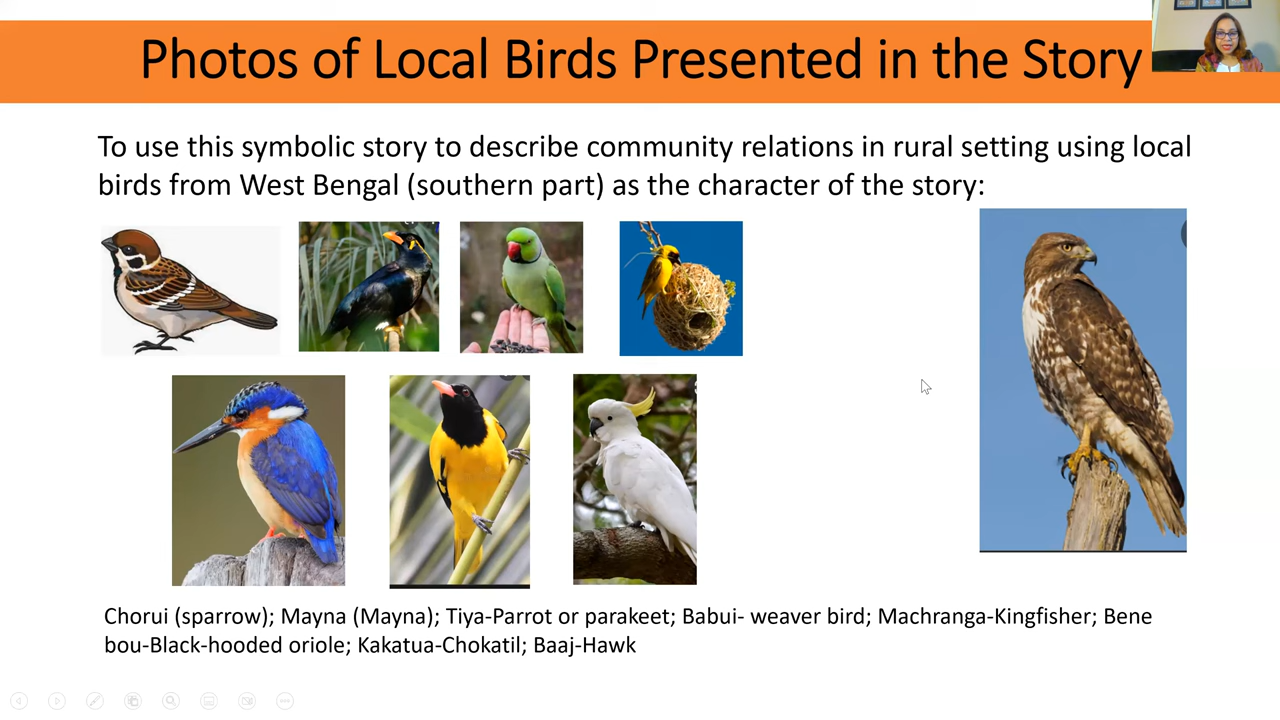 Photos of Local Birds Presented in the Story
To use this symbolic story to describe community relations in rural setting using local
birds from West Bengal (southern part) as the character of the story:
Chorui (sparrow); Mayna (Mayna); Tiya-Parrot or parakeet; Babui- weaver bird; Machranga-Kingfisher; Bene
bou-Black-hooded oriole; Kakatua-Chokatil; Baaj-Hawk